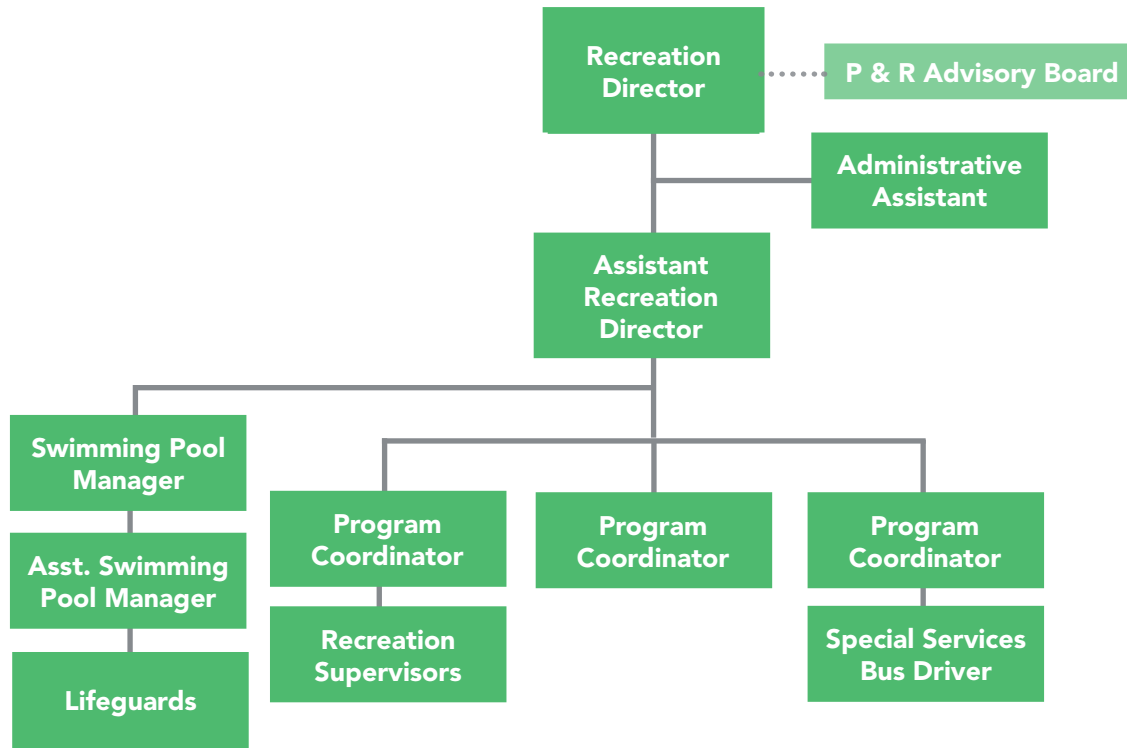 Recreation
Director
P & R Advisory Board
Administrative
Assistant
Assistant
Recreation
Director
Swimming Pool
Manager
Program
Coordinator
Program
Coordinator
Program
Coordinator
Asst. Swimming
Pool Manager
Recreation
Supervisors
Special Services
Bus Driver
Lifeguards